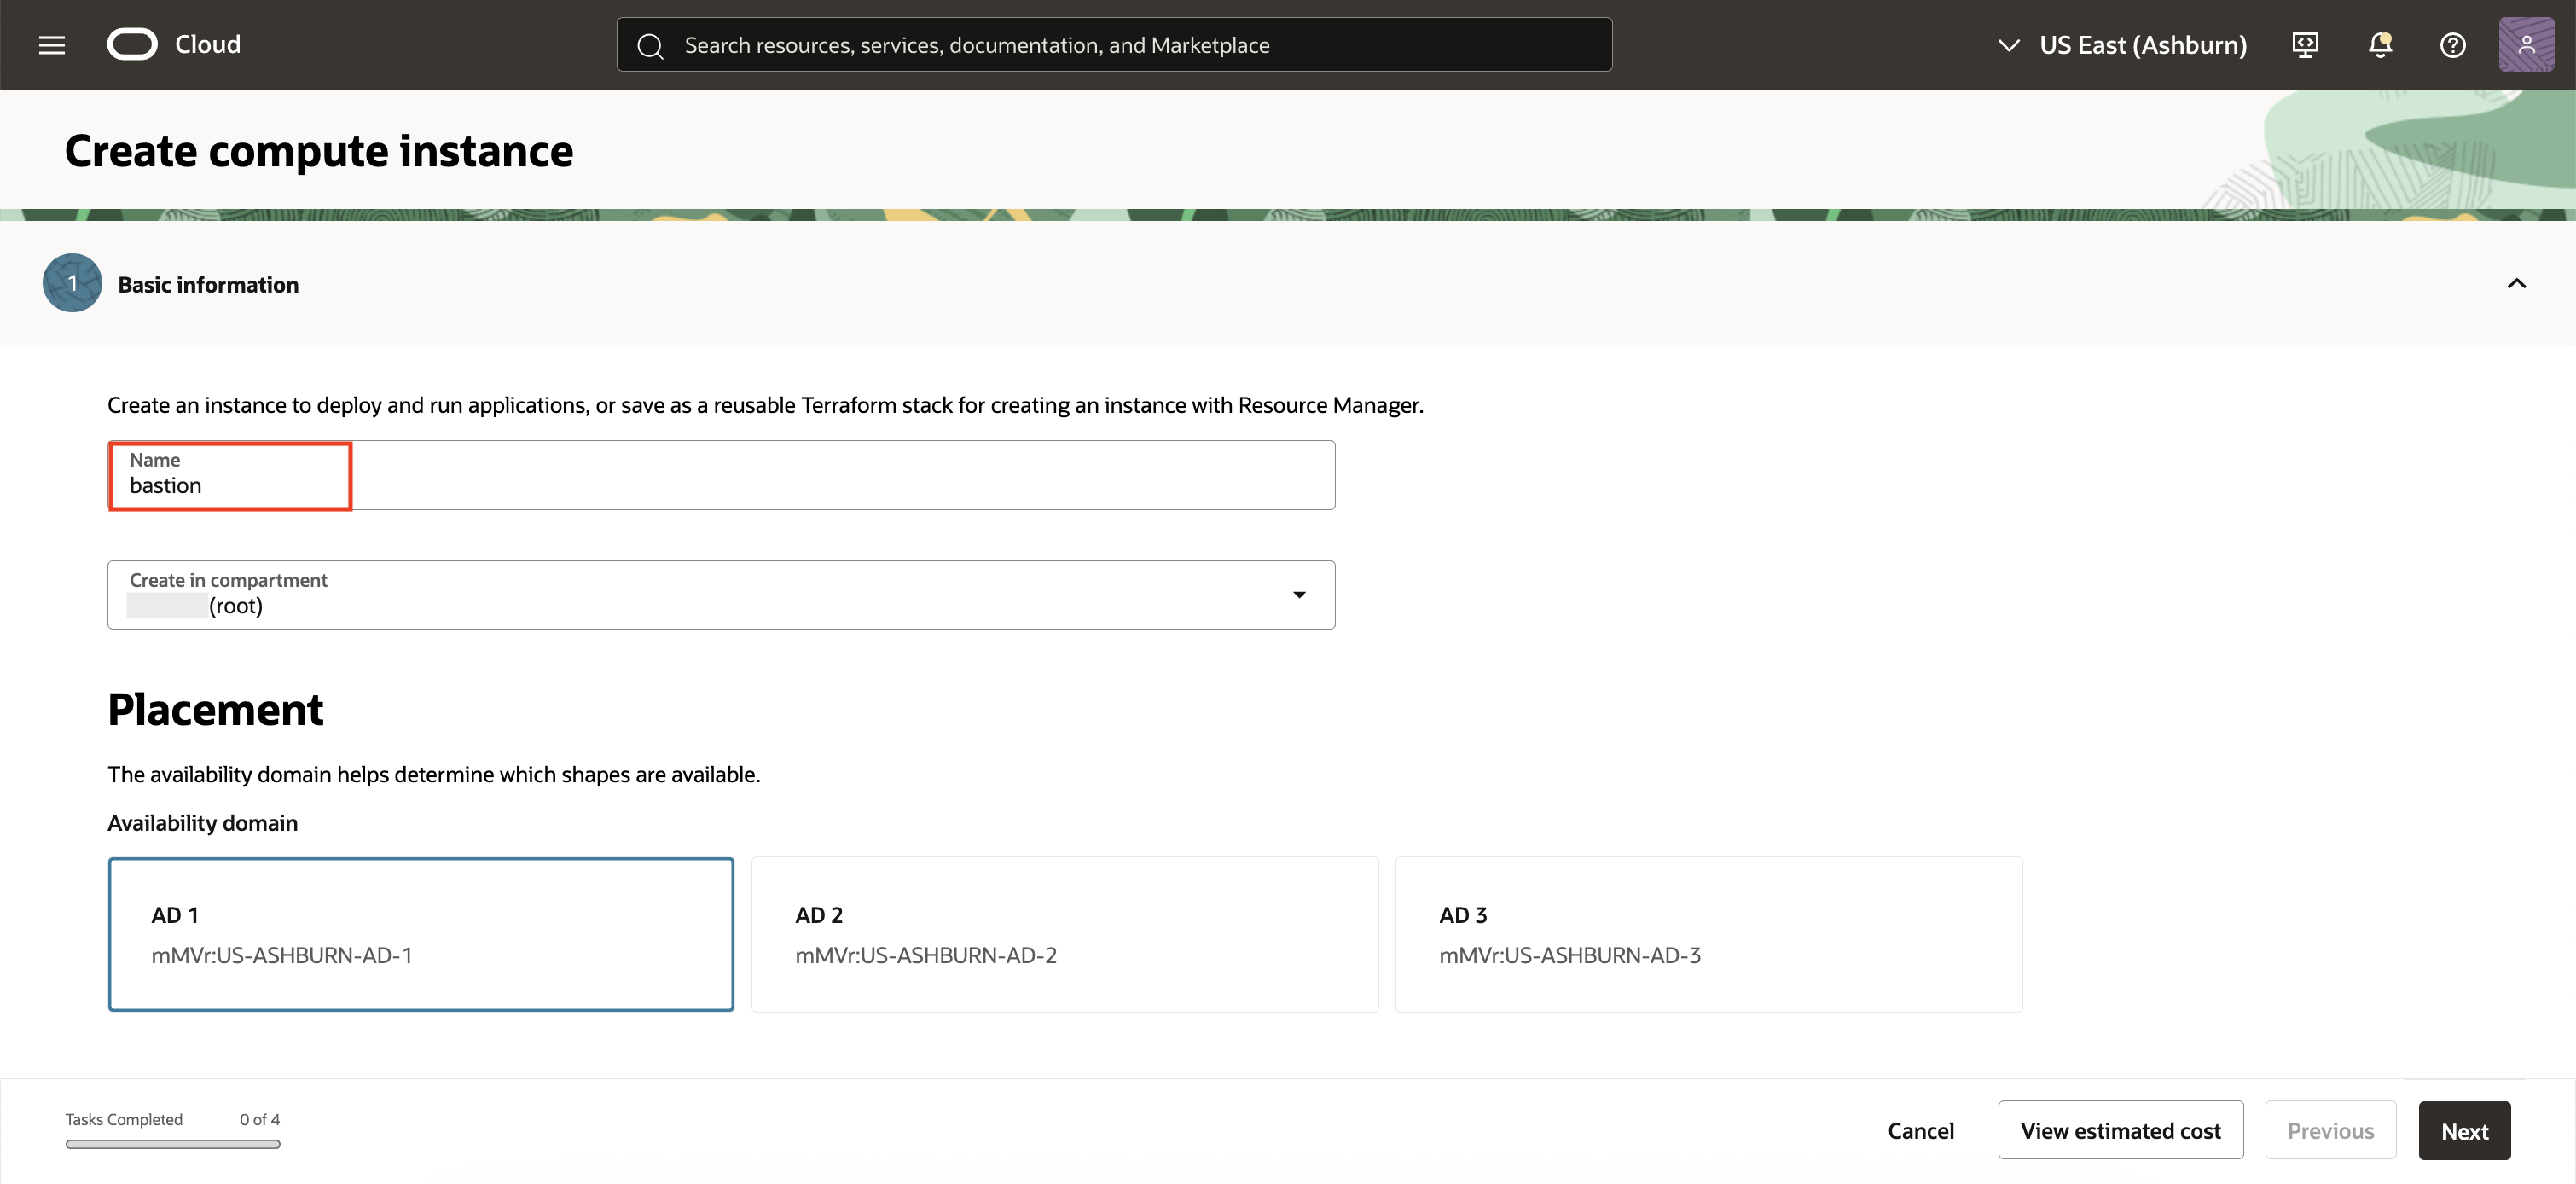 Cloud
Search resources, services, documentation, and Marketplace
US East (Ashburn)
Create compute instance
1
Basic information
Create an instance to deploy and run applications, or save as a reusable Terraform stack for creating an instance with Resource Manager.
Name
bastion
Create in compartment
(root)
Placement
The availability domain helps determine which shapes are available.
Availability domain
AD 1
mMVr:US-ASHBURN-AD-1
AD 2
mMVr:US-ASHBURN-AD-2
AD 3
mMVr:US-ASHBURN-AD-3
Tasks Completed 0 of 4
Cancel
View estimated cost
Previous
Next